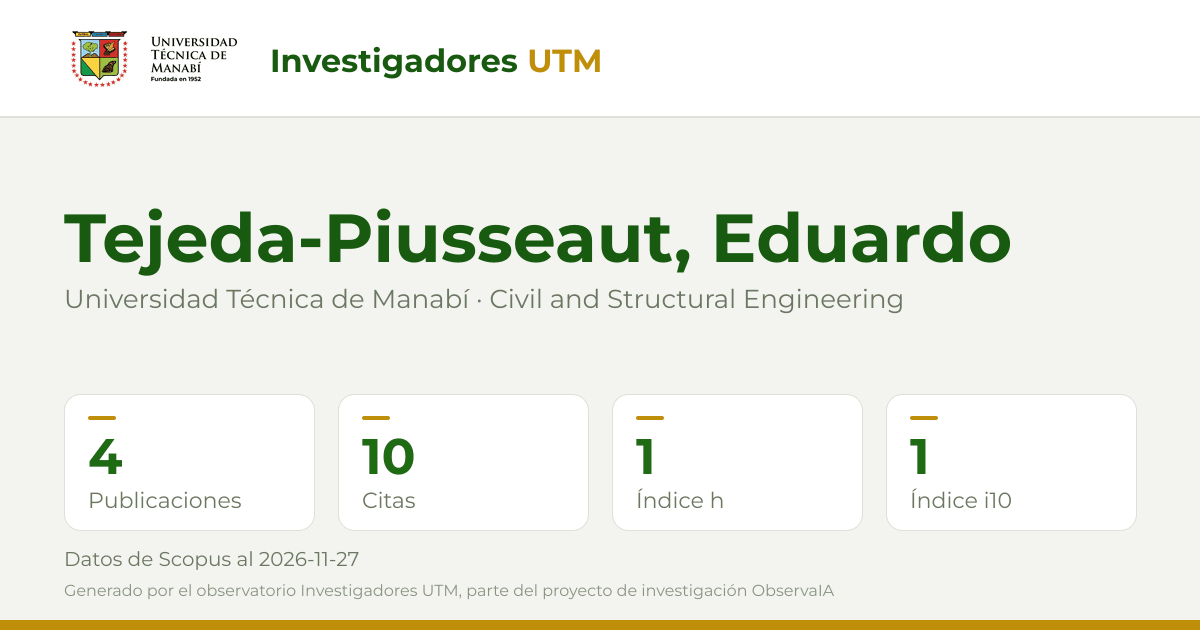 UNIVERSIDAD
TÉCNICA DE
MANABÍ
Fundada en 1952
Investigadores UTM
Tejeda-Piusseaut, Eduardo
Universidad Técnica de Manabí · Civil and Structural Engineering
4
Publicaciones
10
Citas
1
Índice h
1
Índice i10
Datos de Scopus al 2026-11-27
Generado por el observatorio Investigadores UTM, parte del proyecto de investigación ObservaIA